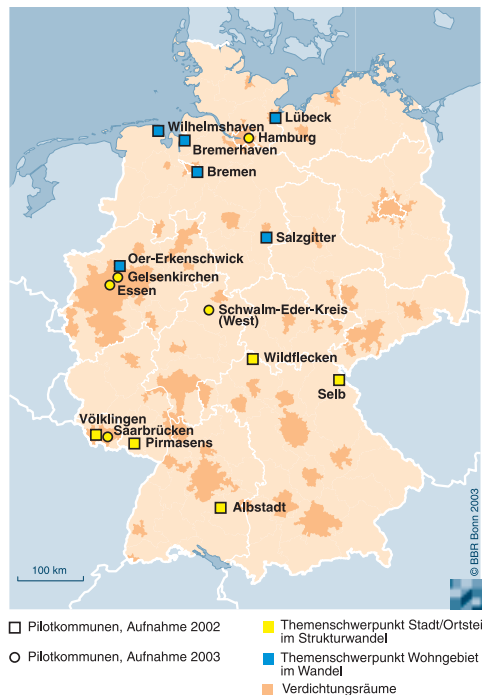 Lübeck
Wilhelmshaven
Hamburg
Bremerhaven
Bremen
Salzgitter
Oer-Erkenschwick
Gelsenkirchen
Essen
Schwalm-Eder-Kreis
(West)
Wildflecken
Selb
Völklingen
Saarbrücken
Pirmasens
Albstadt
100 km
© BBR Bonn 2003
Pilotkommunen, Aufnahme 2002
Pilotkommunen, Aufnahme 2003
Themenschwerpunkt Stadt/Ortstei
im Strukturwandel
Themenschwerpunkt Wohngebiet
im Wandel
Verdichtungsräume